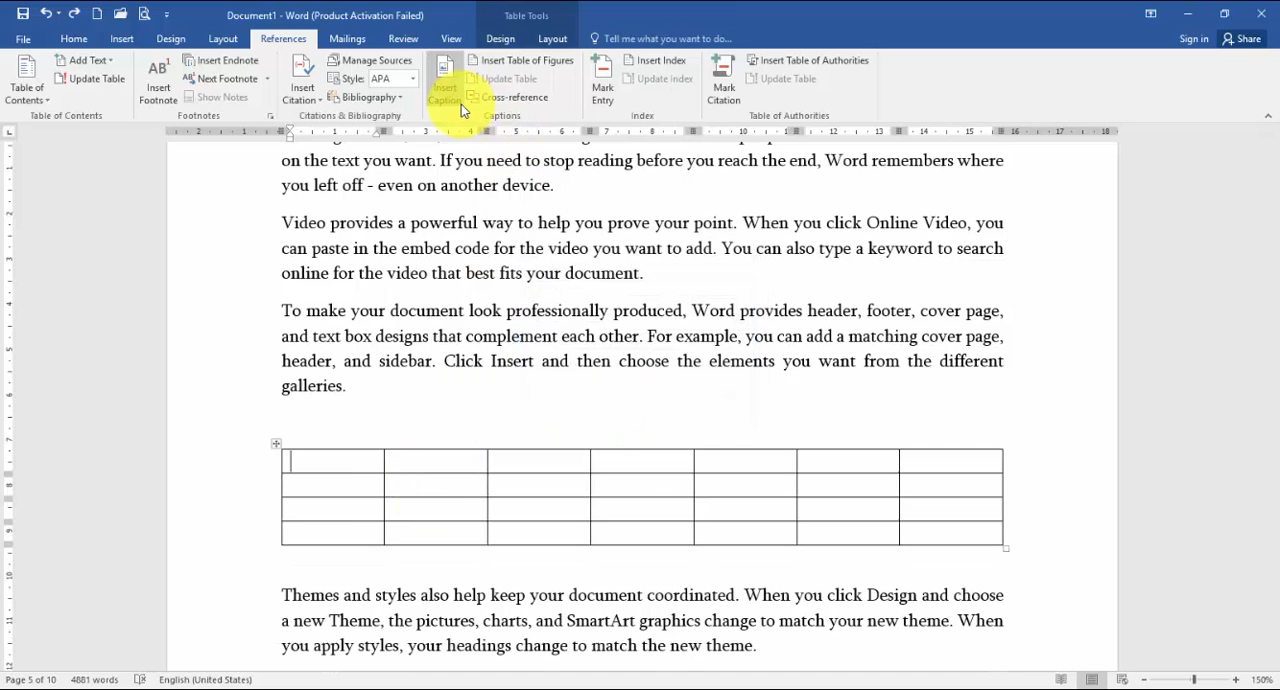 Document1 - Word (Product Activation Failed)
Table Tools
File Home Insert Design Layout References Mailings Review View Design Layout Tell me what you want to do... Sign in Share
Table of Contents
Add Text
Update Table
Table of Contents
AB1
Insert Footnote
Insert Endnote
Next Footnote
Show Notes
Footnotes
Insert Citation
Manage Sources
Style: APA
Bibliography
Citations & Bibliography
Insert Caption
Insert Table of Figures
Update Table
Cross-reference
Captions
Mark Entry
Insert Index
Update Index
Index
Mark Citation
Insert Table of Authorities
Update Table
Table of Authorities
on the text you want. If you need to stop reading before you reach the end, Word remembers where
you left off - even on another device.
Video provides a powerful way to help you prove your point. When you click Online Video, you
can paste in the embed code for the video you want to add. You can also type a keyword to search
online for the video that best fits your document.
To make your document look professionally produced, Word provides header, footer, cover page,
and text box designs that complement each other. For example, you can add a matching cover page,
header, and sidebar. Click Insert and then choose the elements you want from the different
galleries.
Themes and styles also help keep your document coordinated. When you click Design and choose
a new Theme, the pictures, charts, and SmartArt graphics change to match your new theme. When
you apply styles, your headings change to match the new theme.
Page 5 of 10 4881 words English (United States) 150%